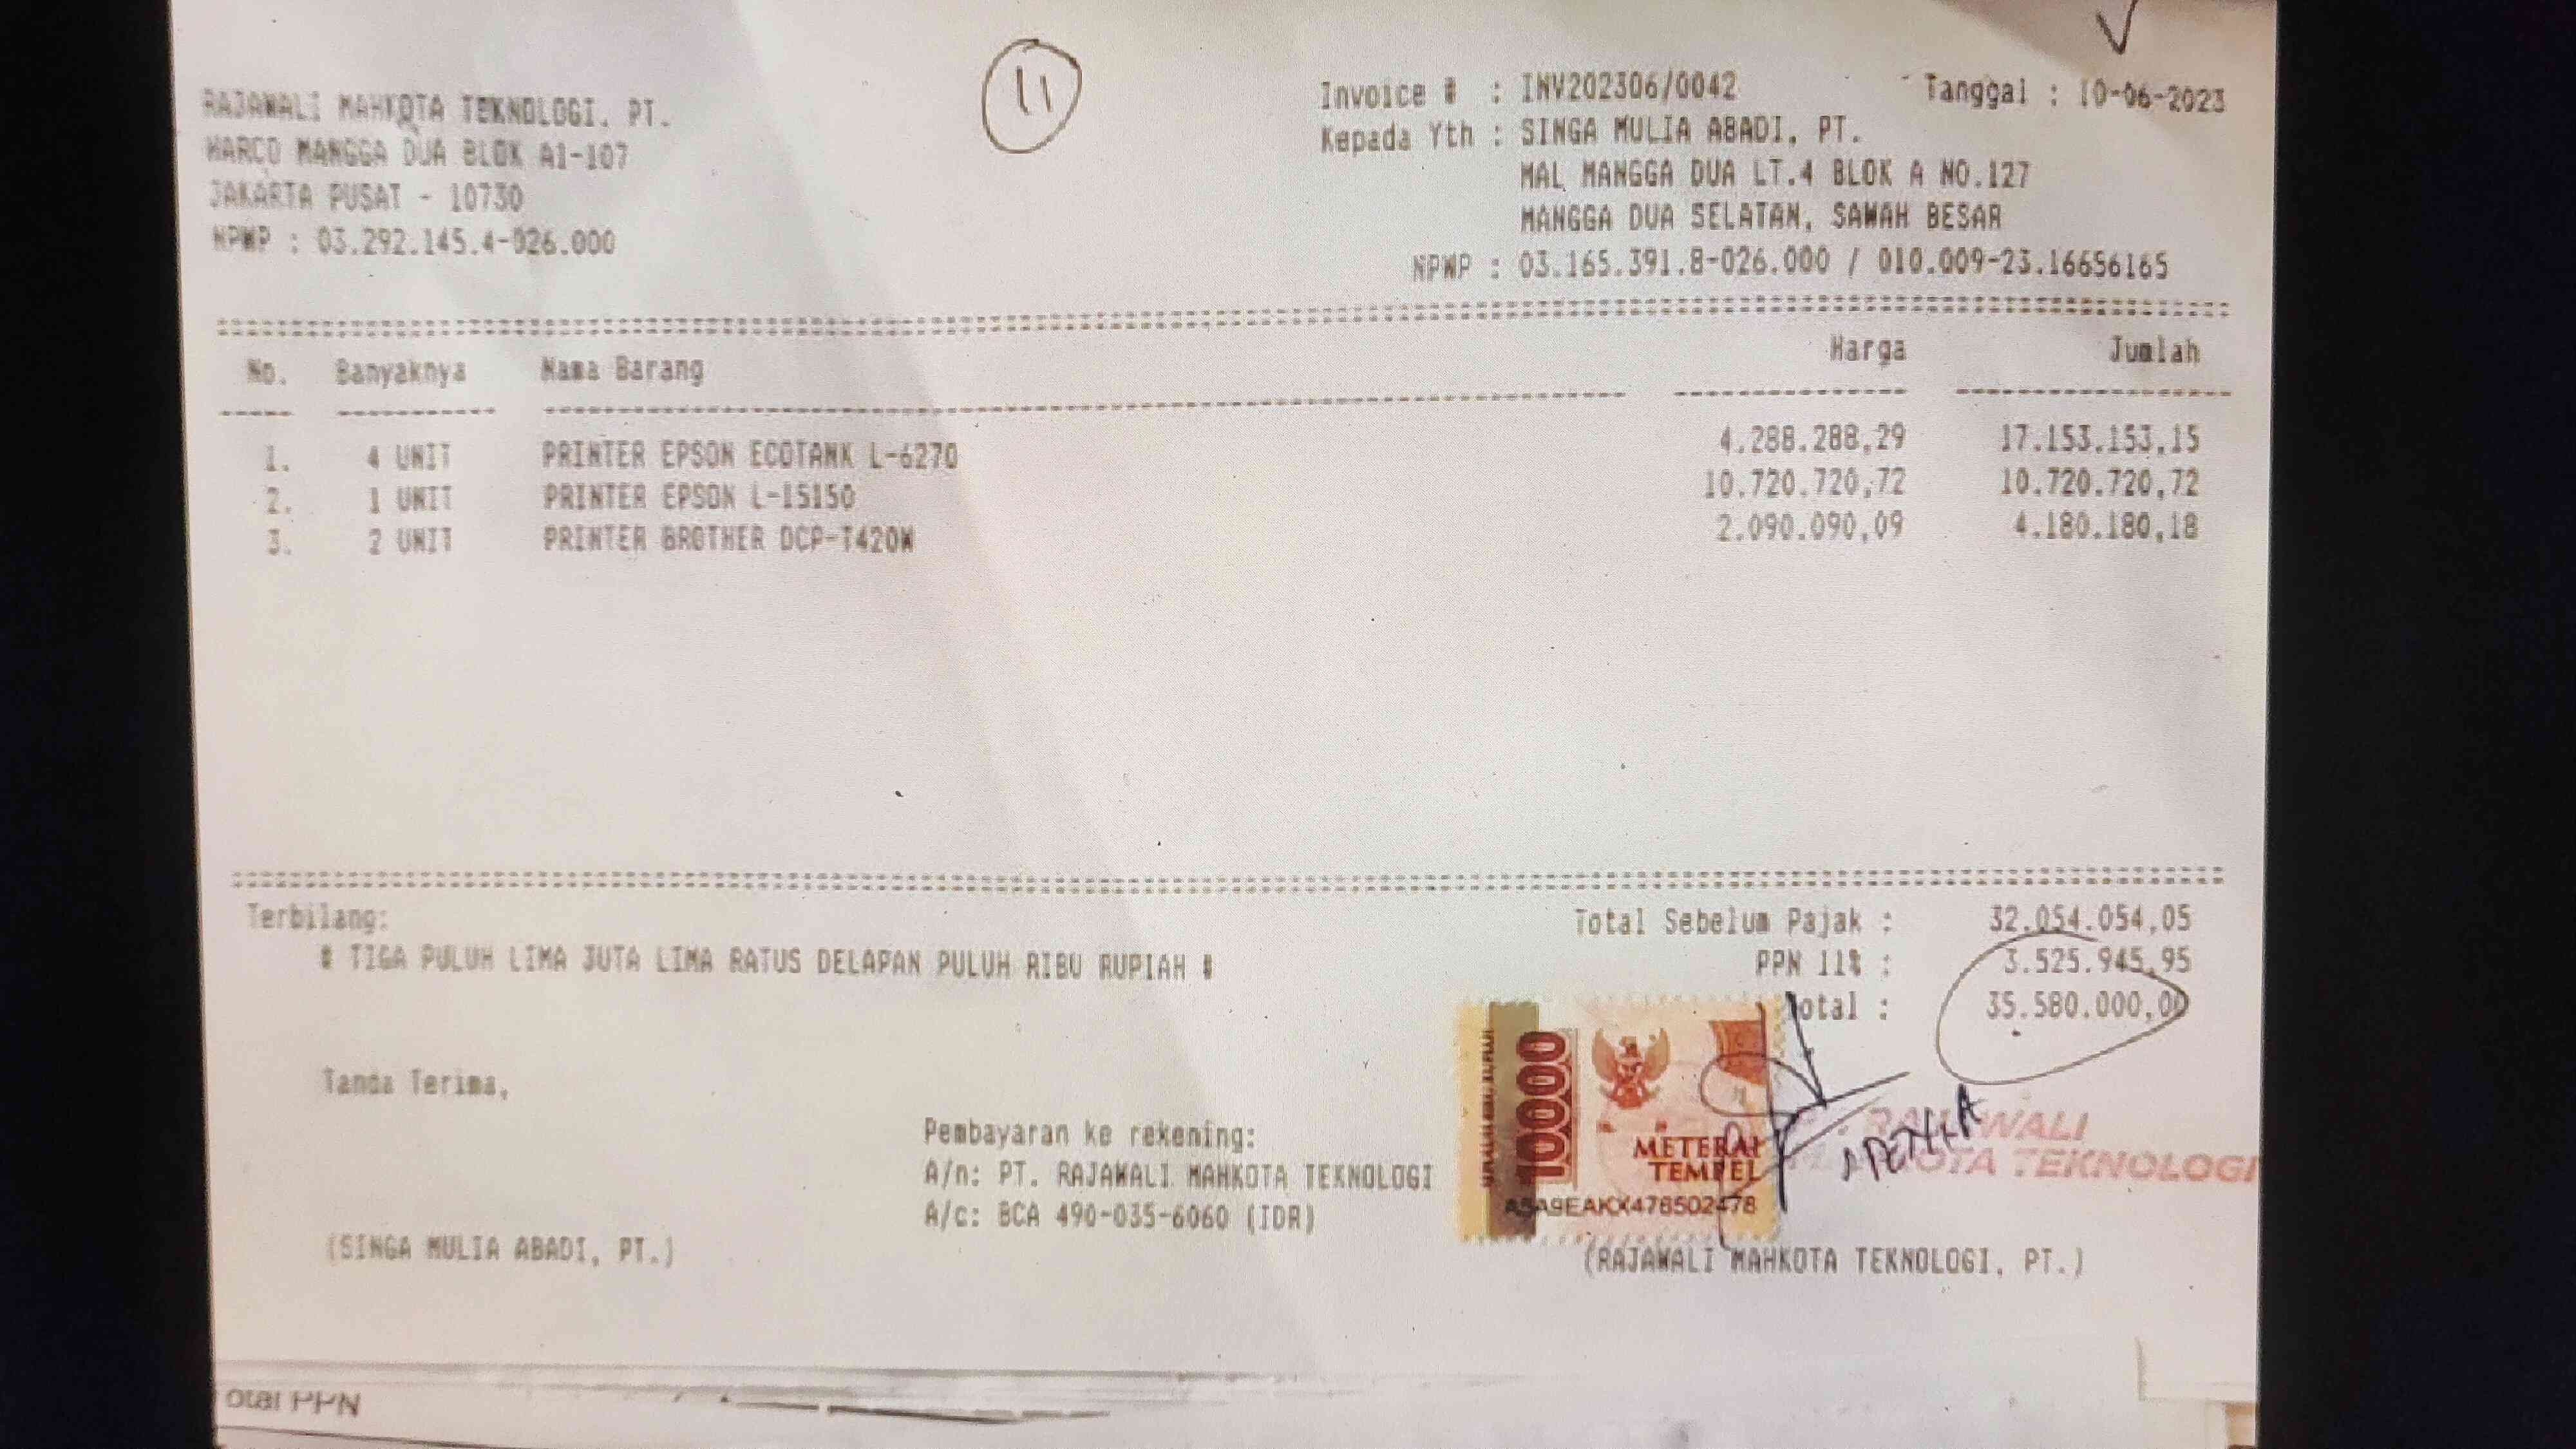 11
RAJAWALI MAHKOTA TEKNOLOGI. PT.
HARCO MANGGA DUA BLOK A1-107
JAKARTA PUSAT - 10730
NPWP : 03.292.145.4-026.000
Invoice # : INV202306/0042 Tanggal : 10-06-2023
Kepada Yth : SINGA MULIA ABADI, PT.
MAL MANGGA DUA LT.4 BLOK A NO.127
MANGGA DUA SELATAN, SAWAH BESAR
NPWP : 03.165.391.8-026.000 / 010.009-23.16656165
No. Banyaknya Nama Barang Harga Jumlah
1. 4 UNIT PRINTER EPSON ECOTANK L-6270 4.288.288,29 17.153.153,15
2. 1 UNIT PRINTER EPSON L-15150 10.720.720,72 10.720.720,72
3. 2 UNIT PRINTER BROTHER DCP-T420W 2.090.090,09 4.180.180,18
Terbilang:
# TIGA PULUH LIMA JUTA LIMA RATUS DELAPAN PULUH RIBU RUPIAH #
Total Sebelum Pajak : 32.054.054,05
PPN 11% : 3.525.945,95
otal : 35.580.000,00
Tanda Terima,
(SINGA MULIA ABADI, PT.)
Pembayaran ke rekening:
A/n: PT. RAJAWALI MAHKOTA TEKNOLOGI
A/c: BCA 490-035-6060 (IDR)
10000
METERAI
TEMPEL
TEKNOLOGI
(RAJAWALI MAHKOTA TEKNOLOGI, PT.)
otal PPN